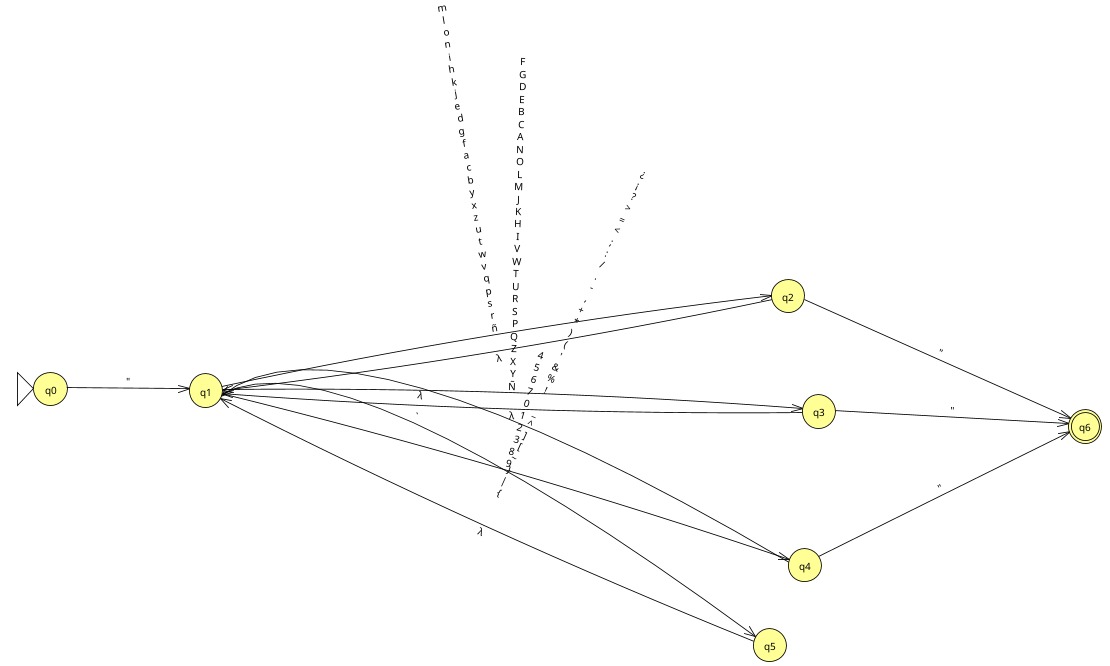 m
l
o
n
i
h
k
j
e
d
g
f
a
c
b
y
x
z
u
t
w
v
q
p
s
r
ñ
λ
F
G
D
E
B
C
A
N
O
L
M
J
K
H
I
V
W
T
U
R
S
P
Q
Z
X
Y
Ñ
λ
¿
¡
?
>
=
<
/
+
*
)
(
&
%
!
^
]
[
{
4
5
6
7
0
1
2
3
8
9
λ
λ
"
"
"
"
q0
q1
q2
q3
q4
q5
q6